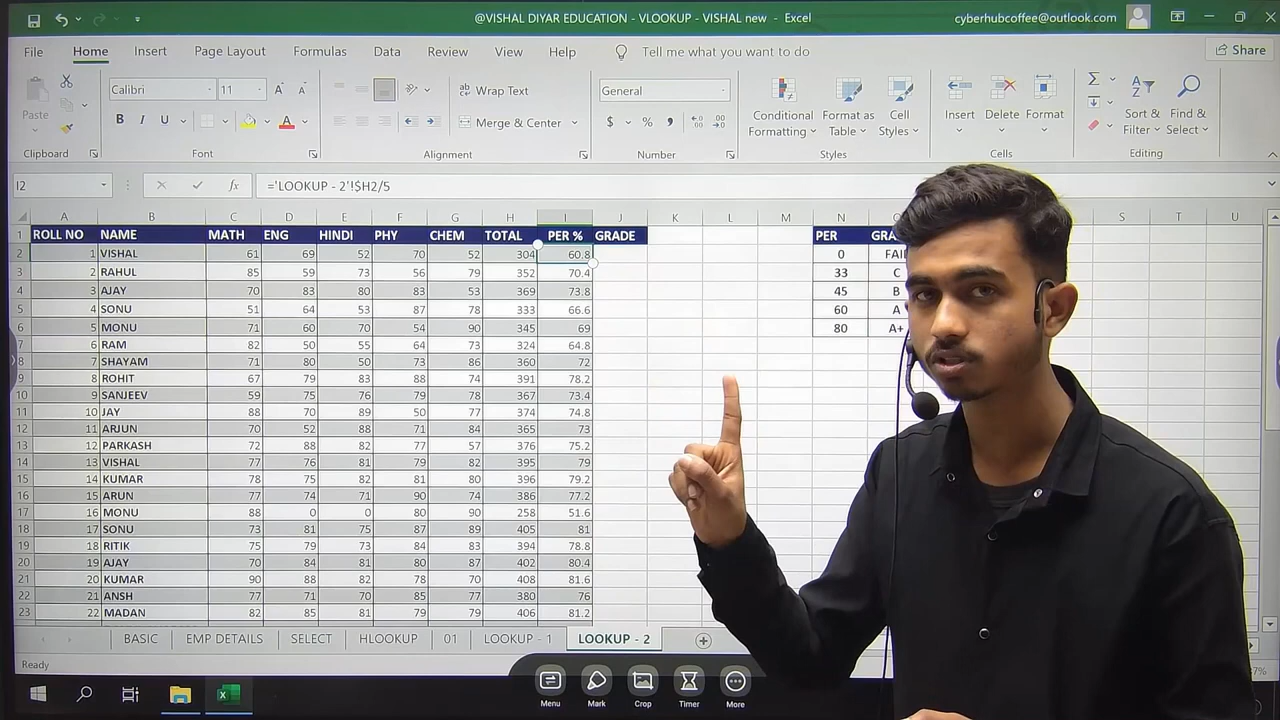 @VISHAL DIYAR EDUCATION - VLOOKUP - VISHAL new - Excel
cyberhubcoffee@outlook.com
File Home Insert Page Layout Formulas Data Review View Help Tell me what you want to do Share
Paste
Calibri 11
B I U A A A
ab Wrap Text
Merge & Center
General
$ %
Conditional Formatting
Format as Table
Cell Styles
Insert Delete Format
Sort & Filter
Find & Select
Clipboard Font Alignment Number Styles Cells Editing
I2 fx ='LOOKUP - 2'!$H2/5
A B C D E F G H I J K L M N S T U
1 ROLL NO NAME MATH ENG HINDI PHY CHEM TOTAL PER % GRADE PER GRA
2 1 VISHAL 61 69 52 70 52 304 60.8 0 FAI
3 2 RAHUL 85 59 73 56 79 352 70.4 33 C
4 3 AJAY 70 83 80 83 53 369 73.8 45 B
5 4 SONU 51 64 53 87 78 333 66.6 60 A
6 5 MONU 71 60 70 54 90 345 69 80 A+
7 6 RAM 82 50 55 64 73 324 64.8
8 7 SHAYAM 71 80 50 73 86 360 72
9 8 ROHIT 67 79 83 88 74 391 78.2
10 9 SANJEEV 59 75 76 79 78 367 73.4
11 10 JAY 88 70 89 50 77 374 74.8
12 11 ARJUN 70 52 88 71 84 365 73
13 12 PARKASH 72 88 82 77 57 376 75.2
14 13 VISHAL 77 76 81 79 82 395 79
15 14 KUMAR 78 75 82 81 80 396 79.2
16 15 ARUN 77 74 71 90 74 386 77.2
17 16 MONU 88 0 0 80 90 258 51.6
18 17 SONU 73 81 75 87 89 405 81
19 18 RITIK 75 79 73 84 83 394 78.8
20 19 AJAY 70 84 81 80 87 402 80.4
21 20 KUMAR 90 88 82 78 70 408 81.6
22 21 ANSH 77 71 70 85 77 380 76
23 22 MADAN 82 85 81 79 79 406 81.2
BASIC EMP DETAILS SELECT HLOOKUP 01 LOOKUP - 1 LOOKUP - 2
Ready
Menu Mark Crop Timer More